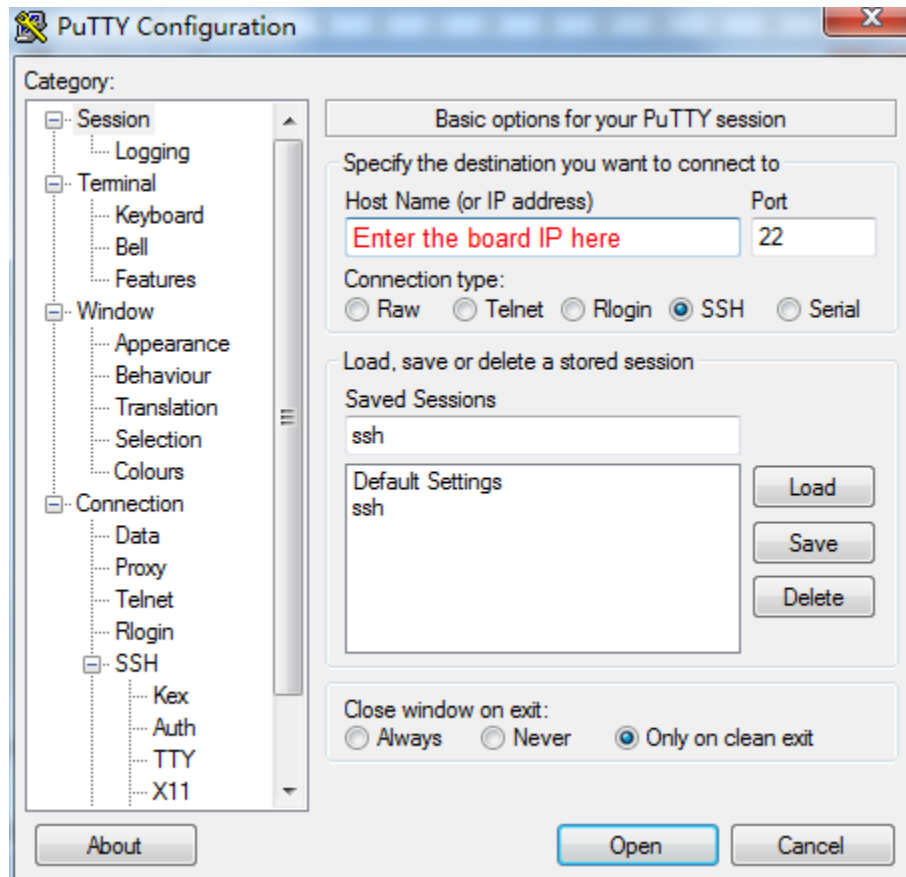 PuTTY Configuration
x
Category:
Session
Logging
Terminal
Keyboard
Bell
Features
Window
Appearance
Behaviour
Translation
Selection
Colours
Connection
Data
Proxy
Telnet
Rlogin
SSH
Kex
Auth
TTY
X11
Basic options for your PuTTY session
Specify the destination you want to connect to
Host Name (or IP address) Port
Enter the board IP here 22
Connection type:
Raw Telnet Rlogin SSH Serial
Load, save or delete a stored session
Saved Sessions
ssh
Default Settings
ssh
Load
Save
Delete
Close window on exit:
Always Never Only on clean exit
About Open Cancel